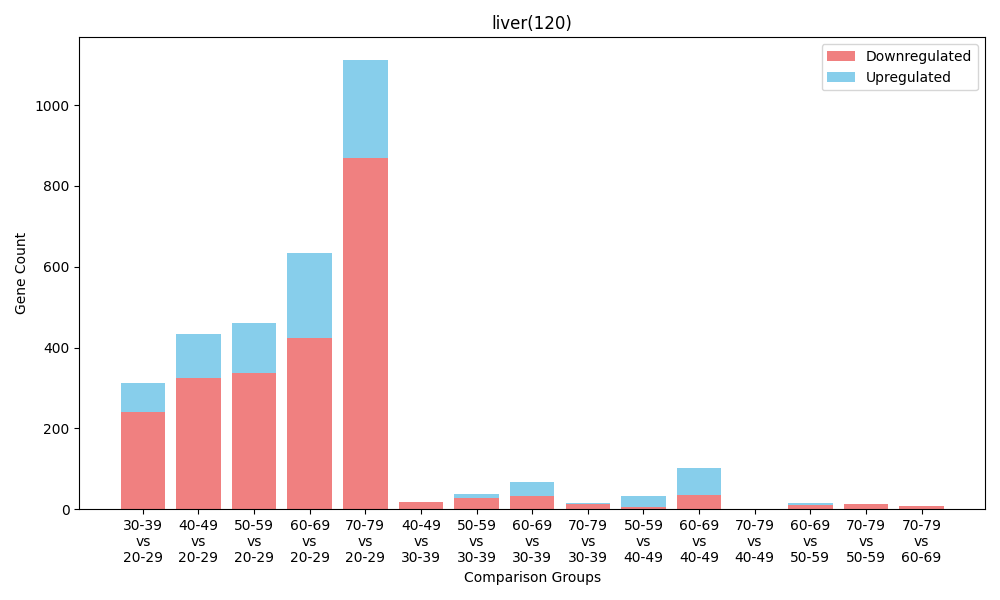 liver(120)
Downregulated
Upregulated
Gene Count
1000
800
600
400
200
0
30-39
vs
20-29
40-49
vs
20-29
50-59
vs
20-29
60-69
vs
20-29
70-79
vs
20-29
40-49
vs
30-39
50-59
vs
30-39
60-69
vs
30-39
70-79
vs
30-39
50-59
vs
40-49
60-69
vs
40-49
70-79
vs
40-49
60-69
vs
50-59
70-79
vs
50-59
70-79
vs
60-69
Comparison Groups